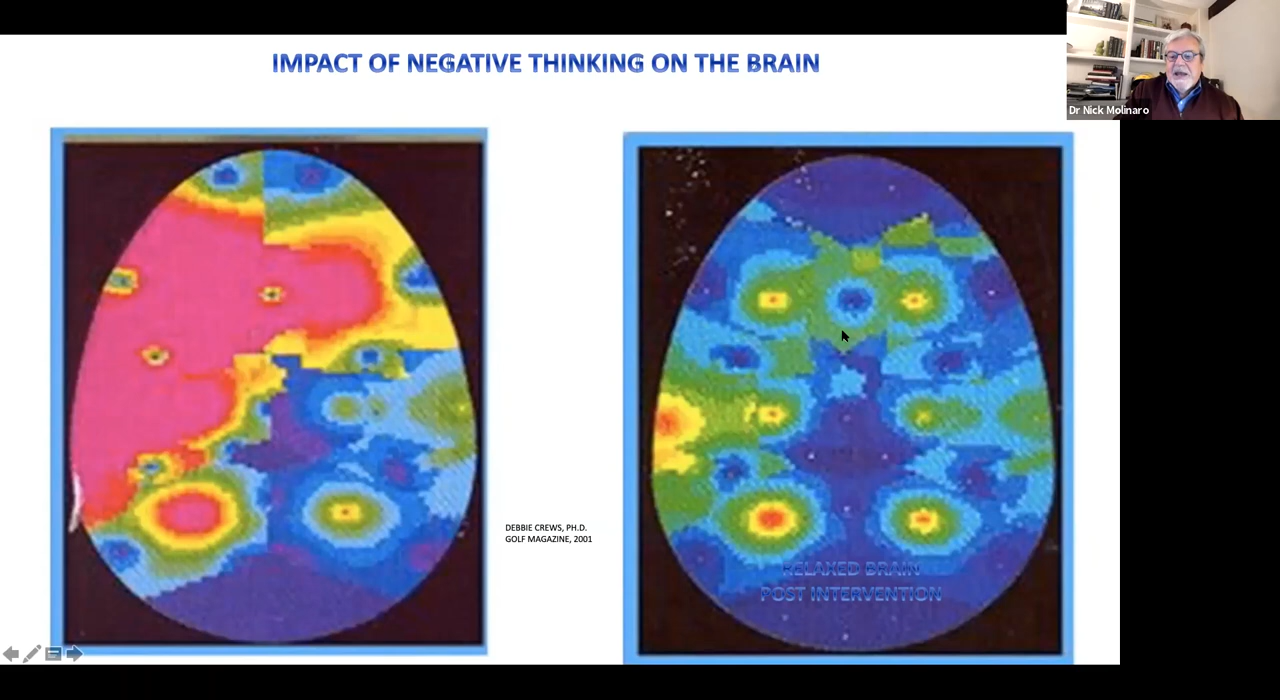 IMPACT OF NEGATIVE THINKING ON THE BRAIN
Dr Nick Molinaro
DEBBIE CREWS, PH.D.
GOLF MAGAZINE, 2001
RELAXED BRAIN
POST INTERVENTION